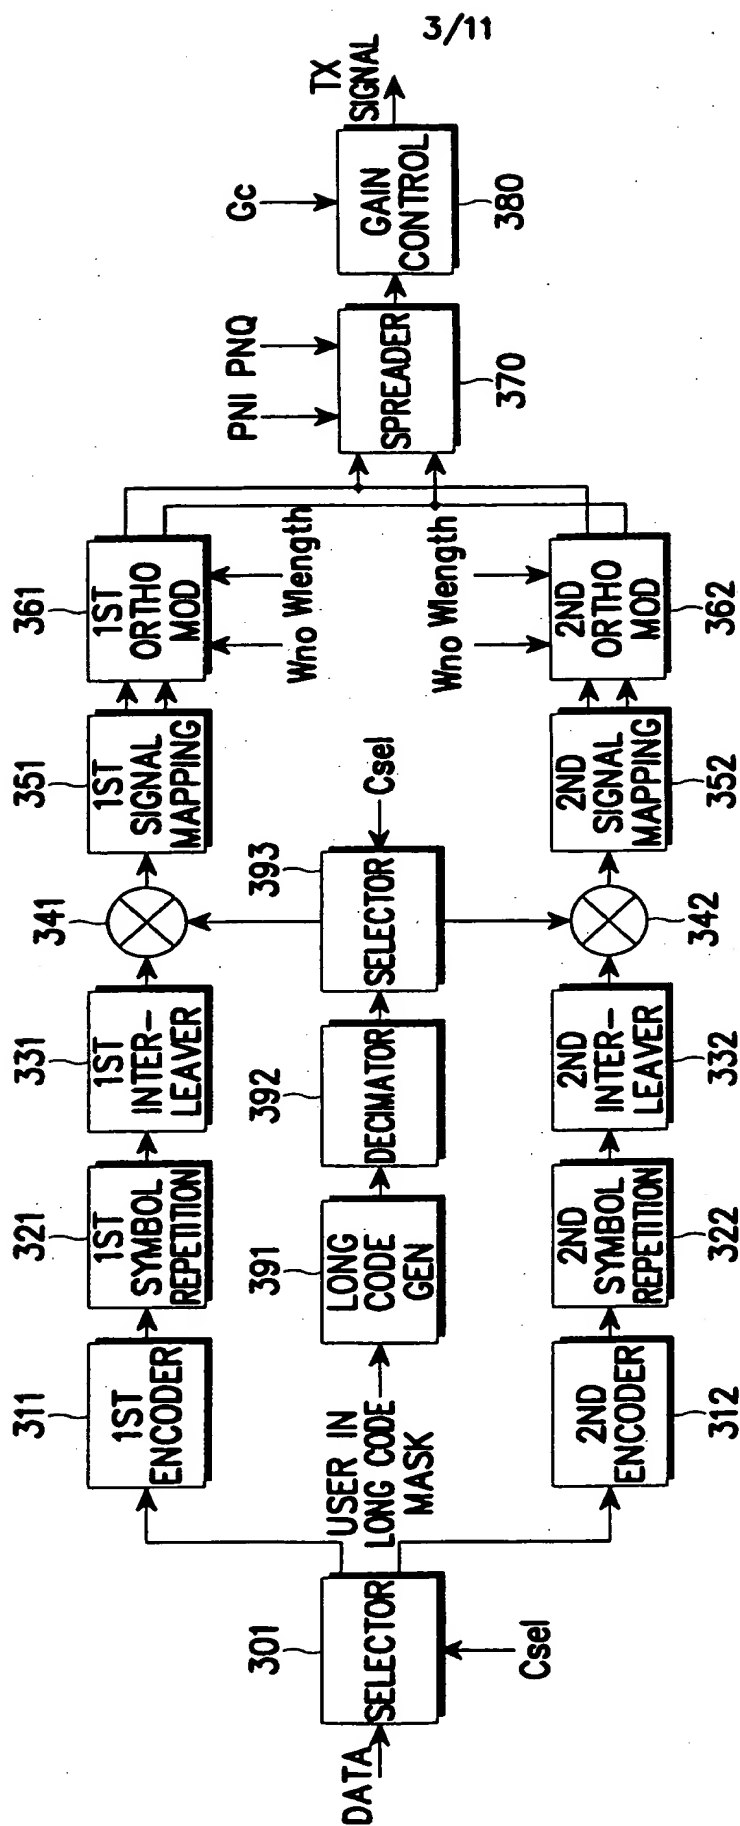 3/11
DATA
301
SELECTOR
Csel
311
1ST
ENCODER
321
1ST
SYMBOL
REPETITION
331
1ST
INTER-
LEAVER
341
351
1ST
SIGNAL
MAPPING
361
1ST
ORTHO
MOD
Wno Wlength
USER IN
LONG CODE
MASK
391
LONG
CODE
GEN
392
DECIMATOR
393
SELECTOR
Csel
312
2ND
ENCODER
322
2ND
SYMBOL
REPETITION
332
2ND
INTER-
LEAVER
342
352
2ND
SIGNAL
MAPPING
362
2ND
ORTHO
MOD
Wno Wlength
PNI PNQ
SPREADER
370
Gc
GAIN
CONTROL
380
TX
SIGNAL